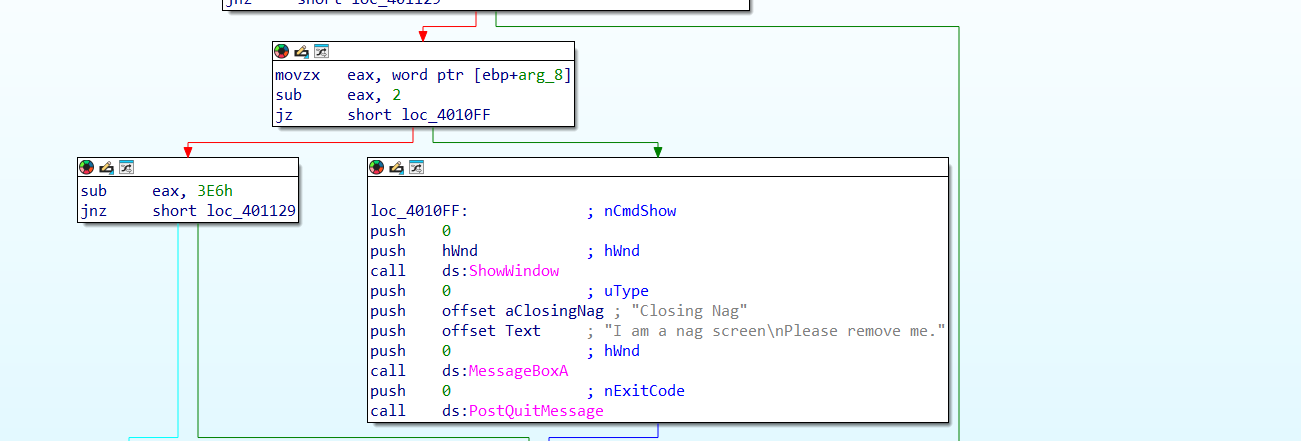 jnz short loc_401129
movzx eax, word ptr [ebp+arg_8]
sub eax, 2
jz short loc_4010FF
sub eax, 3E6h
jnz short loc_401129
loc_4010FF: ; nCmdShow
push 0
push hWnd ; hWnd
call ds:ShowWindow
push 0 ; uType
push offset aClosingNag ; "Closing Nag"
push offset Text ; "I am a nag screen\nPlease remove me."
push 0 ; hWnd
call ds:MessageBoxA
push 0 ; nExitCode
call ds:PostQuitMessage